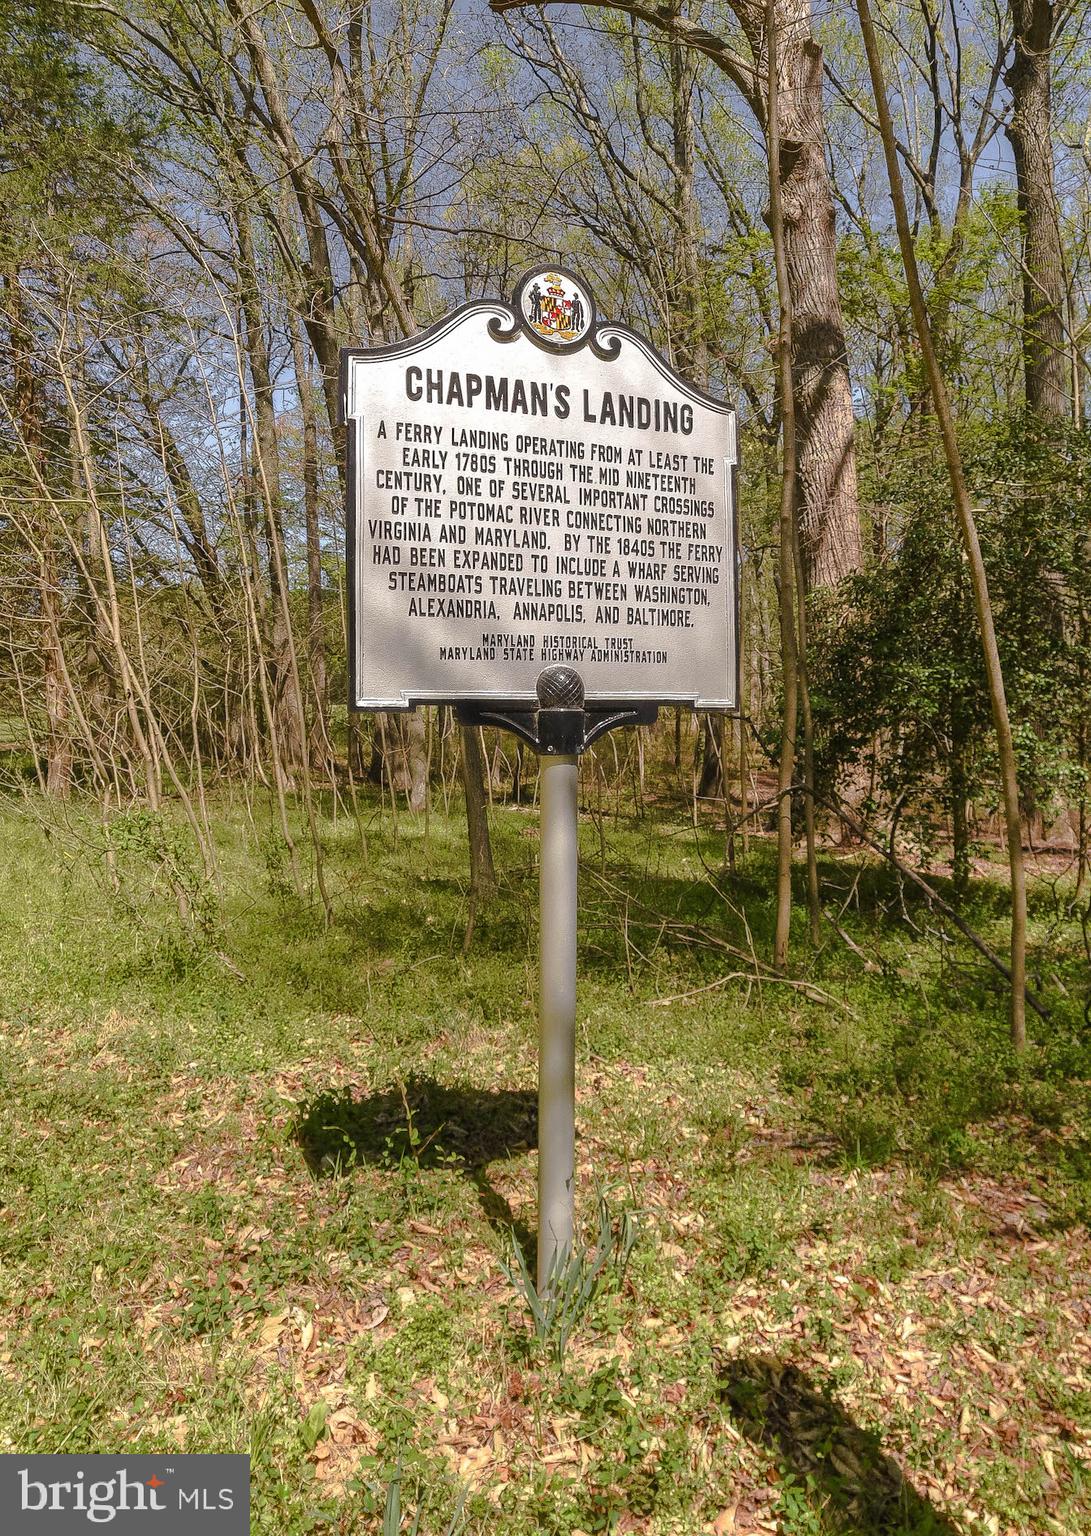 CHAPMAN'S LANDING
A FERRY LANDING OPERATING FROM AT LEAST THE
EARLY 1780S THROUGH THE MID NINETEENTH
CENTURY, ONE OF SEVERAL IMPORTANT CROSSINGS
OF THE POTOMAC RIVER CONNECTING NORTHERN
VIRGINIA AND MARYLAND. BY THE 1840S THE FERRY
HAD BEEN EXPANDED TO INCLUDE A WHARF SERVING
STEAMBOATS TRAVELING BETWEEN WASHINGTON,
ALEXANDRIA, ANNAPOLIS, AND BALTIMORE.
MARYLAND HISTORICAL TRUST
MARYLAND STATE HIGHWAY ADMINISTRATION
bright™ MLS